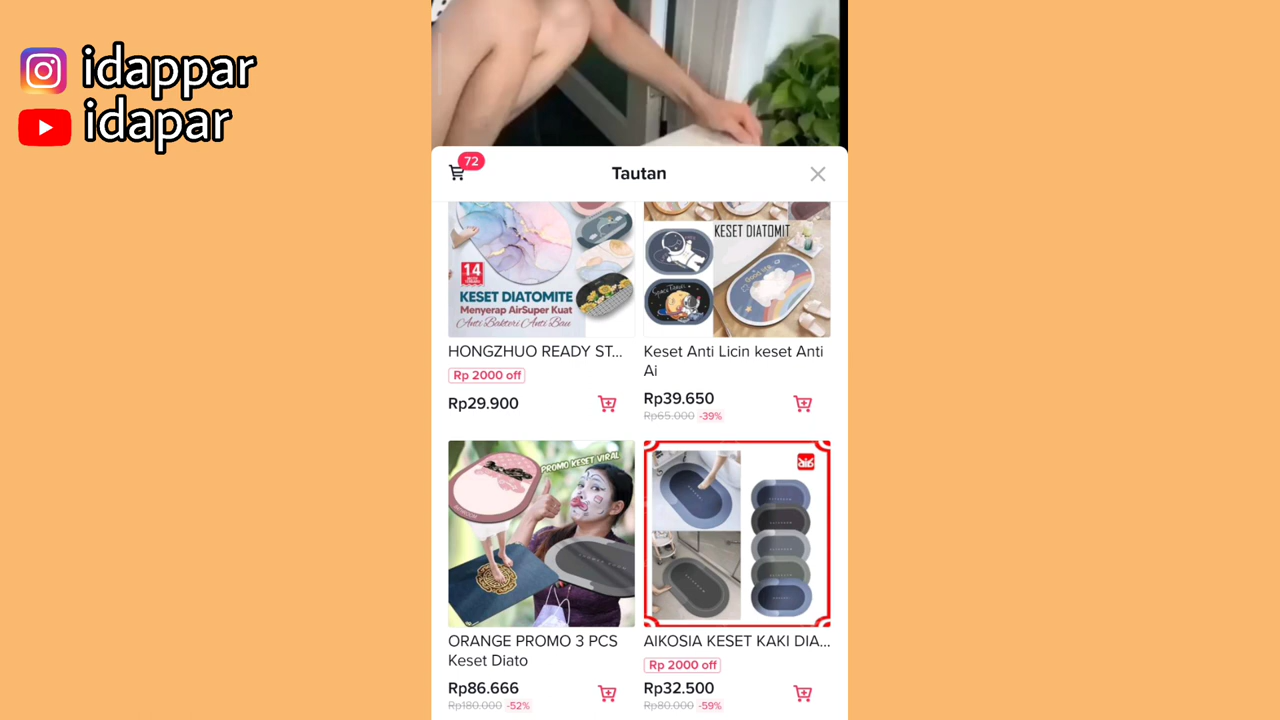 idappar
idapar
72
Tautan
14
KESET DIATOMITE
Menyerap AirSuper Kuat
Anti Bakteri Anti Bau
KESET DIATOMIT
HONGZHUO READY ST...
Rp 2000 off
Rp29.900
Keset Anti Licin keset Anti
Ai
Rp39.650
Rp65.000 -39%
PROMO KESET VIRAL
ORANGE PROMO 3 PCS
Keset Diato
Rp86.666
Rp180.000 -52%
AIKOSIA KESET KAKI DIA...
Rp 2000 off
Rp32.500
Rp80.000 -59%